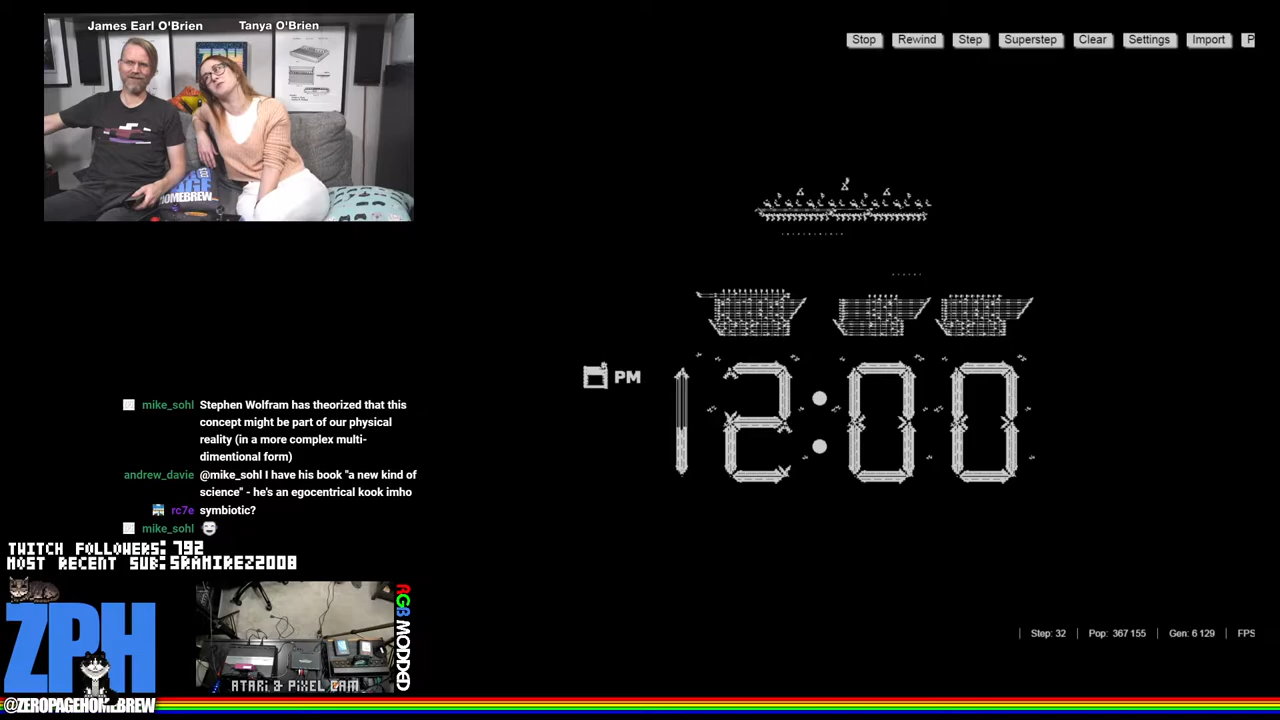 James Earl O'Brien
Tanya O'Brien
Stop
Rewind
Step
Superstep
Clear
Settings
Import
P
HOMEBREW
PM
12:00
mike_sohl Stephen Wolfram has theorized that this
concept might be part of our physical
reality (in a more complex multi-
dimentional form)
andrew_davie @mike_sohl I have his book "a new kind of
science" - he's an egocentrical kook imho
rc7e symbiotic?
mike_sohl
TWITCH FOLLOWERS: 792
MOST RECENT SUB: SRAMIREZ2008
ZPH
@ZEROPAGEHOMEBREW
RGB MODDED
ATARI & PIXEL CAM
Step: 32
Pop: 367 155
Gen: 6 129
FPS